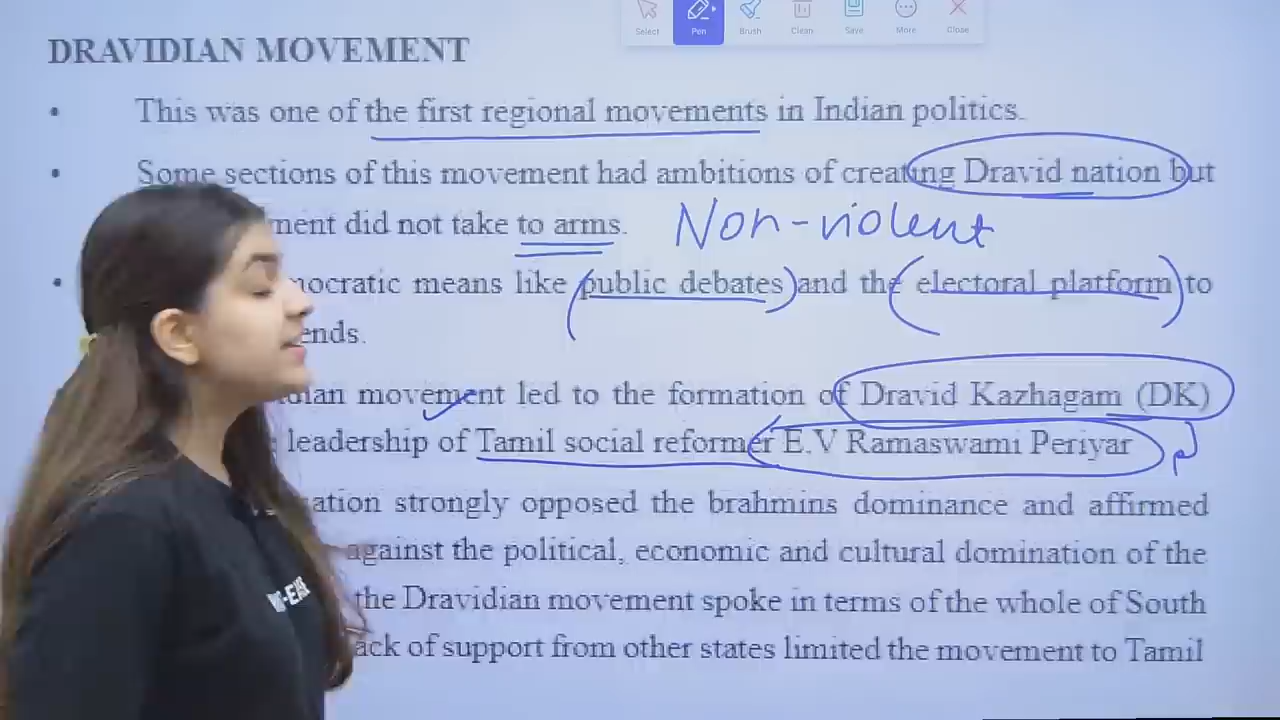 Select Pen Brush Clean Save More Close
DRAVIDIAN MOVEMENT
• This was one of the first regional movements in Indian politics.
• Some sections of this movement had ambitions of creating Dravid nation but
did not take to arms. Non-violent
• means like public debates and the electoral platform to
ends.
movement led to the formation of Dravid Kazhagam (DK)
leadership of Tamil social reformer E.V Ramaswami Periyar
strongly opposed the brahmins dominance and affirmed
against the political, economic and cultural domination of the
the Dravidian movement spoke in terms of the whole of South
of support from other states limited the movement to Tamil